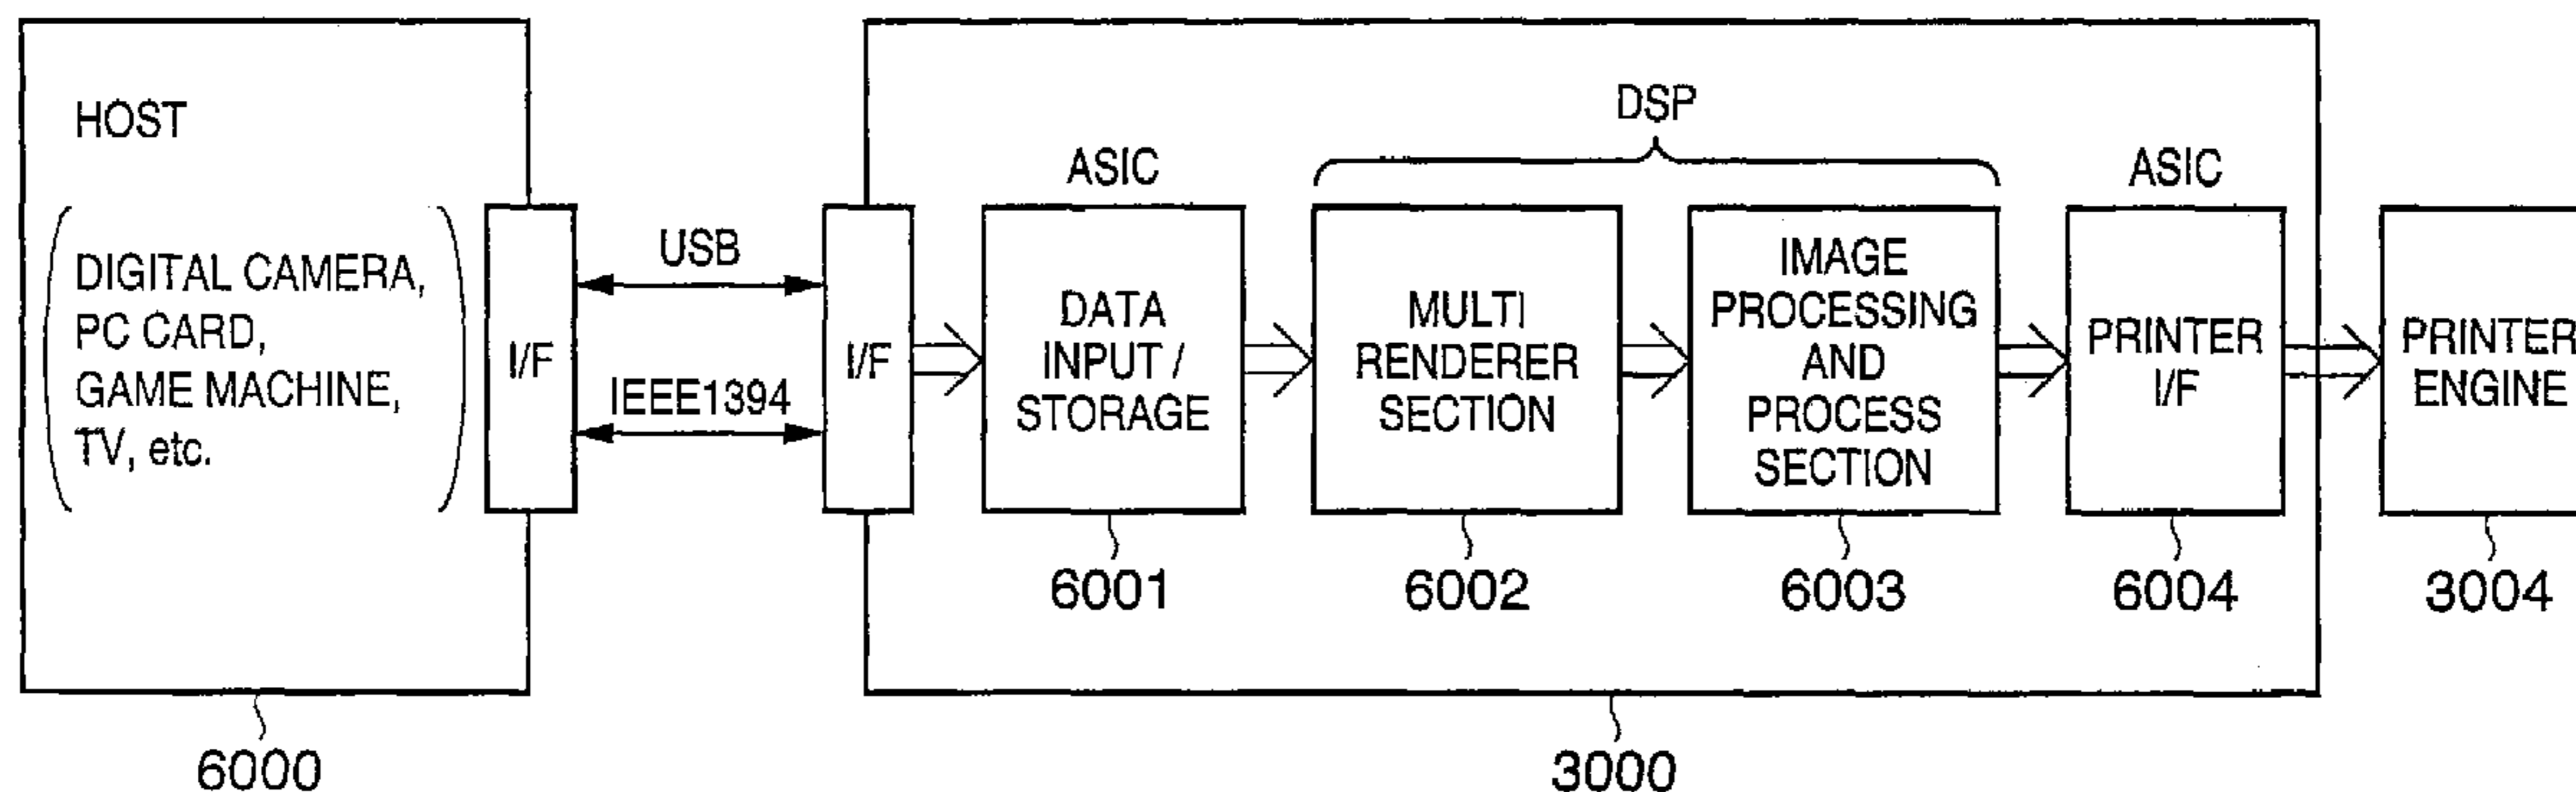 HOST
DIGITAL CAMERA,
PC CARD,
GAME MACHINE,
TV, etc.
I/F
USB
IEEE1394
I/F
DSP
ASIC
DATA
INPUT /
STORAGE
MULTI
RENDERER
SECTION
IMAGE
PROCESSING
AND
PROCESS
SECTION
ASIC
PRINTER
I/F
PRINTER
ENGINE
6001
6002
6003
6004
3004
6000
3000